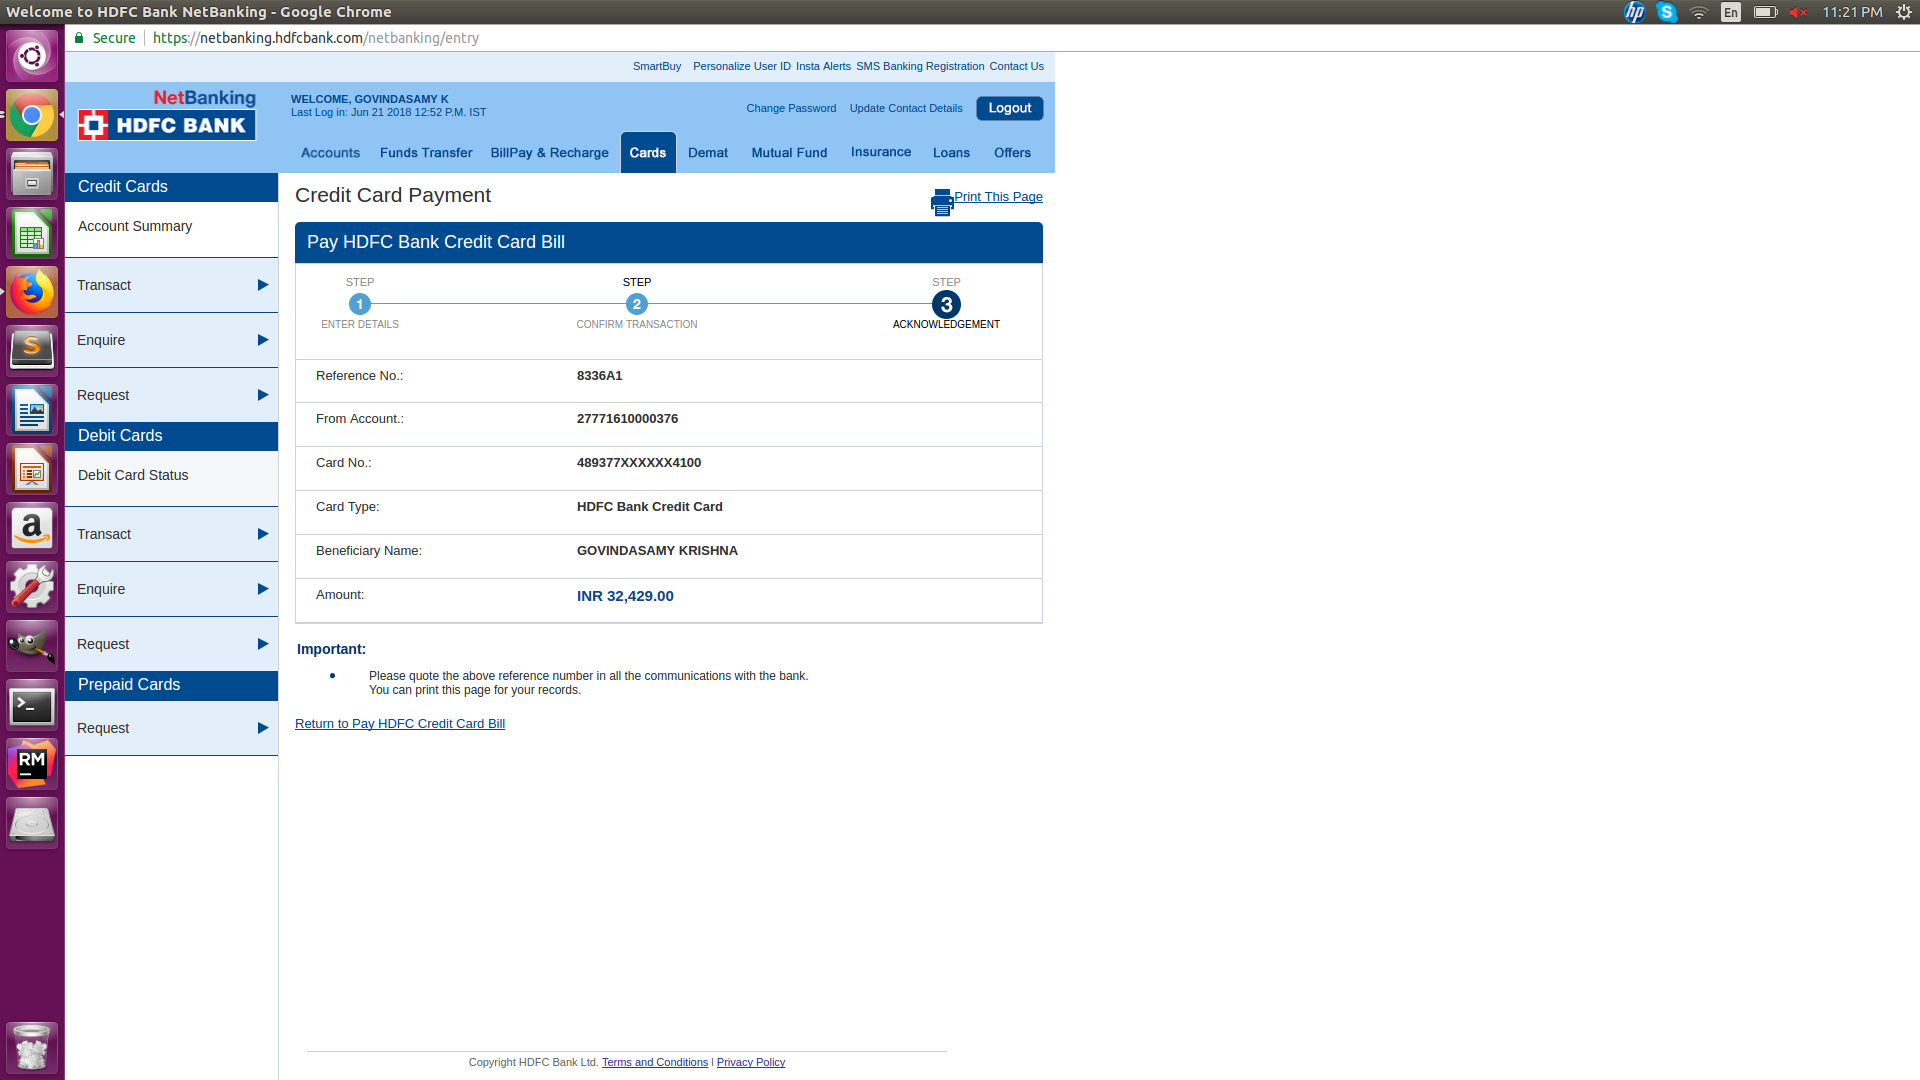 Welcome to HDFC Bank NetBanking - Google Chrome
hp S En 11:21 PM
Secure https://netbanking.hdfcbank.com/netbanking/entry
SmartBuy Personalize User ID Insta Alerts SMS Banking Registration Contact Us
NetBanking
HDFC BANK
WELCOME, GOVINDASAMY K
Last Log in: Jun 21 2018 12:52 P.M. IST
Change Password Update Contact Details Logout
Accounts Funds Transfer BillPay & Recharge Cards Demat Mutual Fund Insurance Loans Offers
Credit Cards
Account Summary
Transact
Enquire
Request
Debit Cards
Debit Card Status
Transact
Enquire
Request
Prepaid Cards
Request
Credit Card Payment
Print This Page
Pay HDFC Bank Credit Card Bill
STEP STEP STEP
1 2 3
ENTER DETAILS CONFIRM TRANSACTION ACKNOWLEDGEMENT
Reference No.: 8336A1
From Account.: 27771610000376
Card No.: 489377XXXXXX4100
Card Type: HDFC Bank Credit Card
Beneficiary Name: GOVINDASAMY KRISHNA
Amount: INR 32,429.00
Important:
Please quote the above reference number in all the communications with the bank.
You can print this page for your records.
Return to Pay HDFC Credit Card Bill
Copyright HDFC Bank Ltd. Terms and Conditions | Privacy Policy
S
a
>_
RM